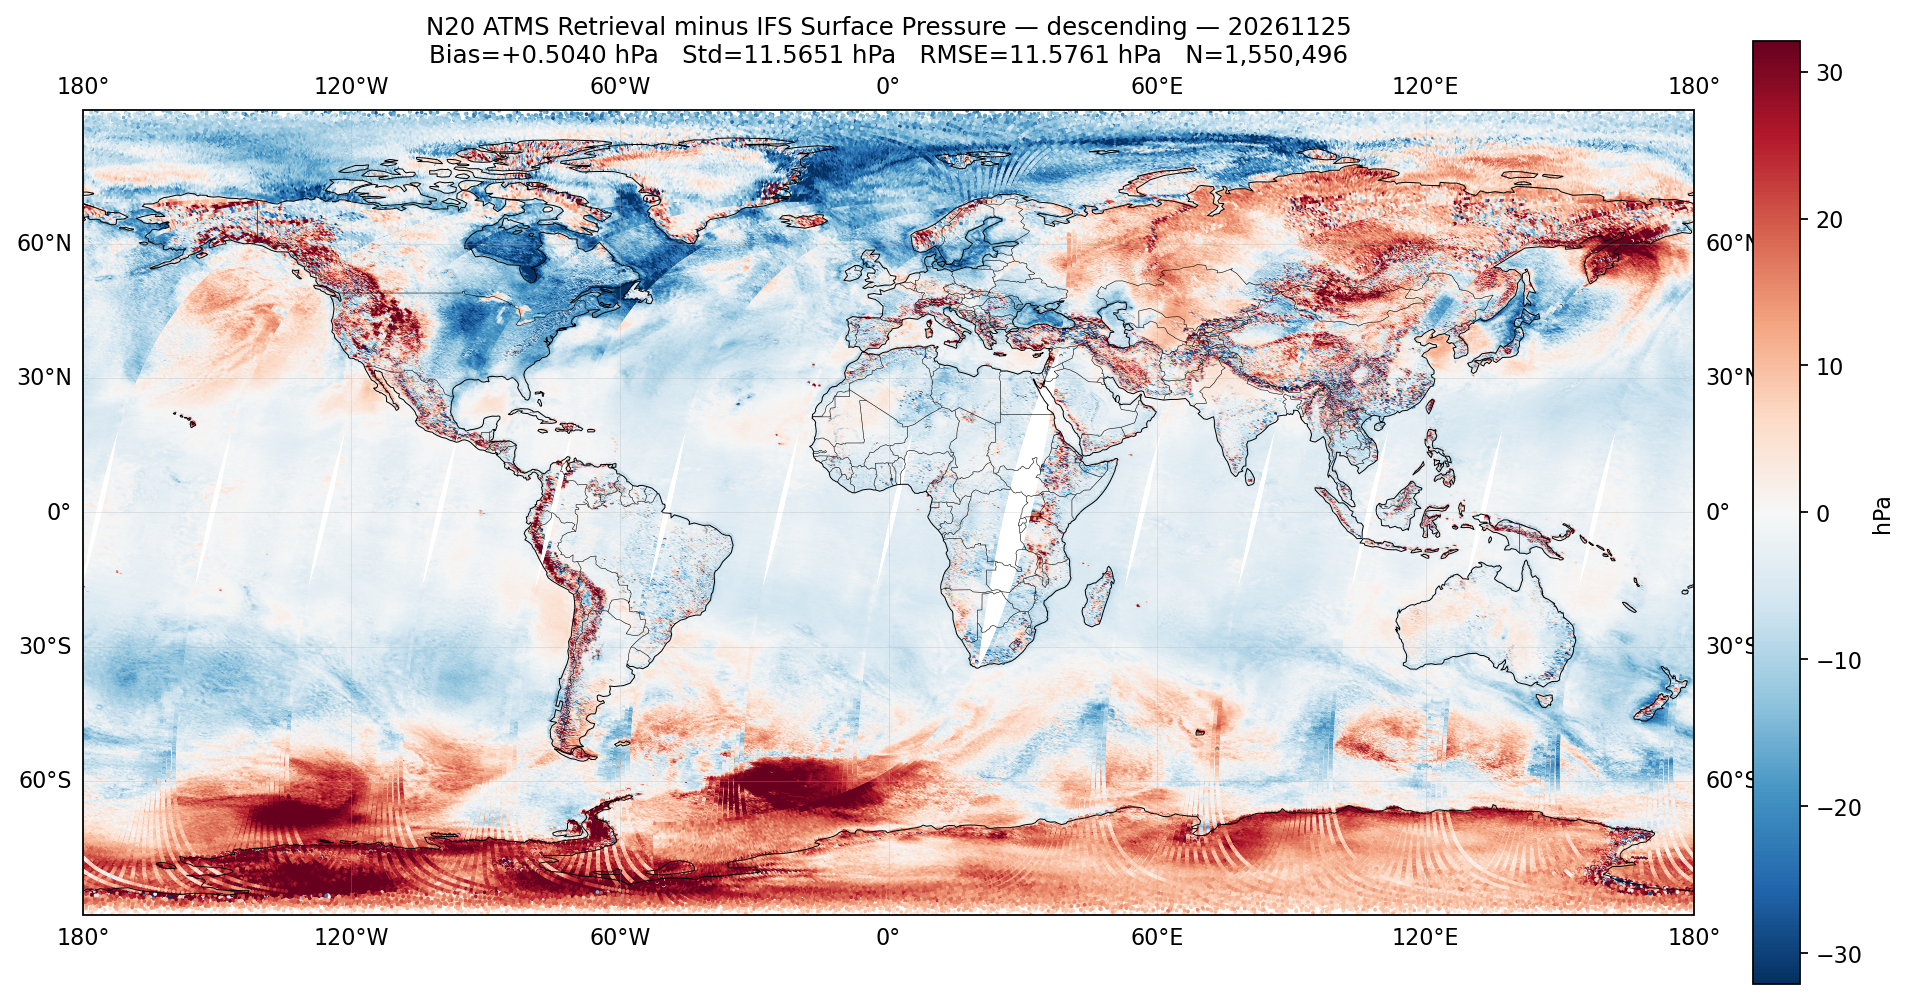 N20 ATMS Retrieval minus IFS Surface Pressure — descending — 20261125
Bias=+0.5040 hPa   Std=11.5651 hPa   RMSE=11.5761 hPa   N=1,550,496
180° 120°W 60°W 0° 60°E 120°E 180°
60°N 60°N
30°N 30°N
0° 0°
30°S 30°S
60°S 60°S
180° 120°W 60°W 0° 60°E 120°E 180°
30
20
10
0
−10
−20
−30
hPa